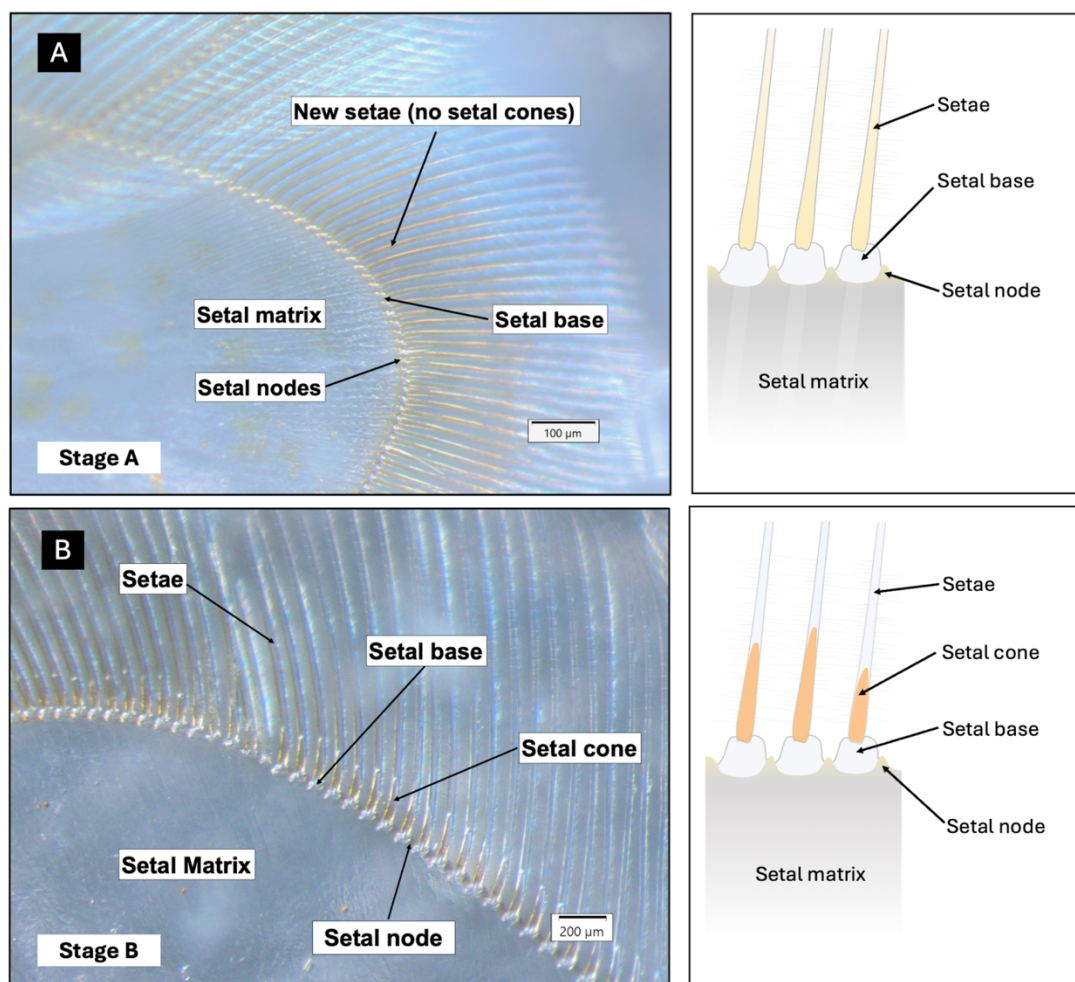 A
New setae (no setal cones)
Setal matrix
Setal base
Setal nodes
100 µm
Stage A
Setae
Setal base
Setal node
Setal matrix
B
Setae
Setal base
Setal cone
Setal Matrix
Setal node
200 µm
Stage B
Setae
Setal cone
Setal base
Setal node
Setal matrix